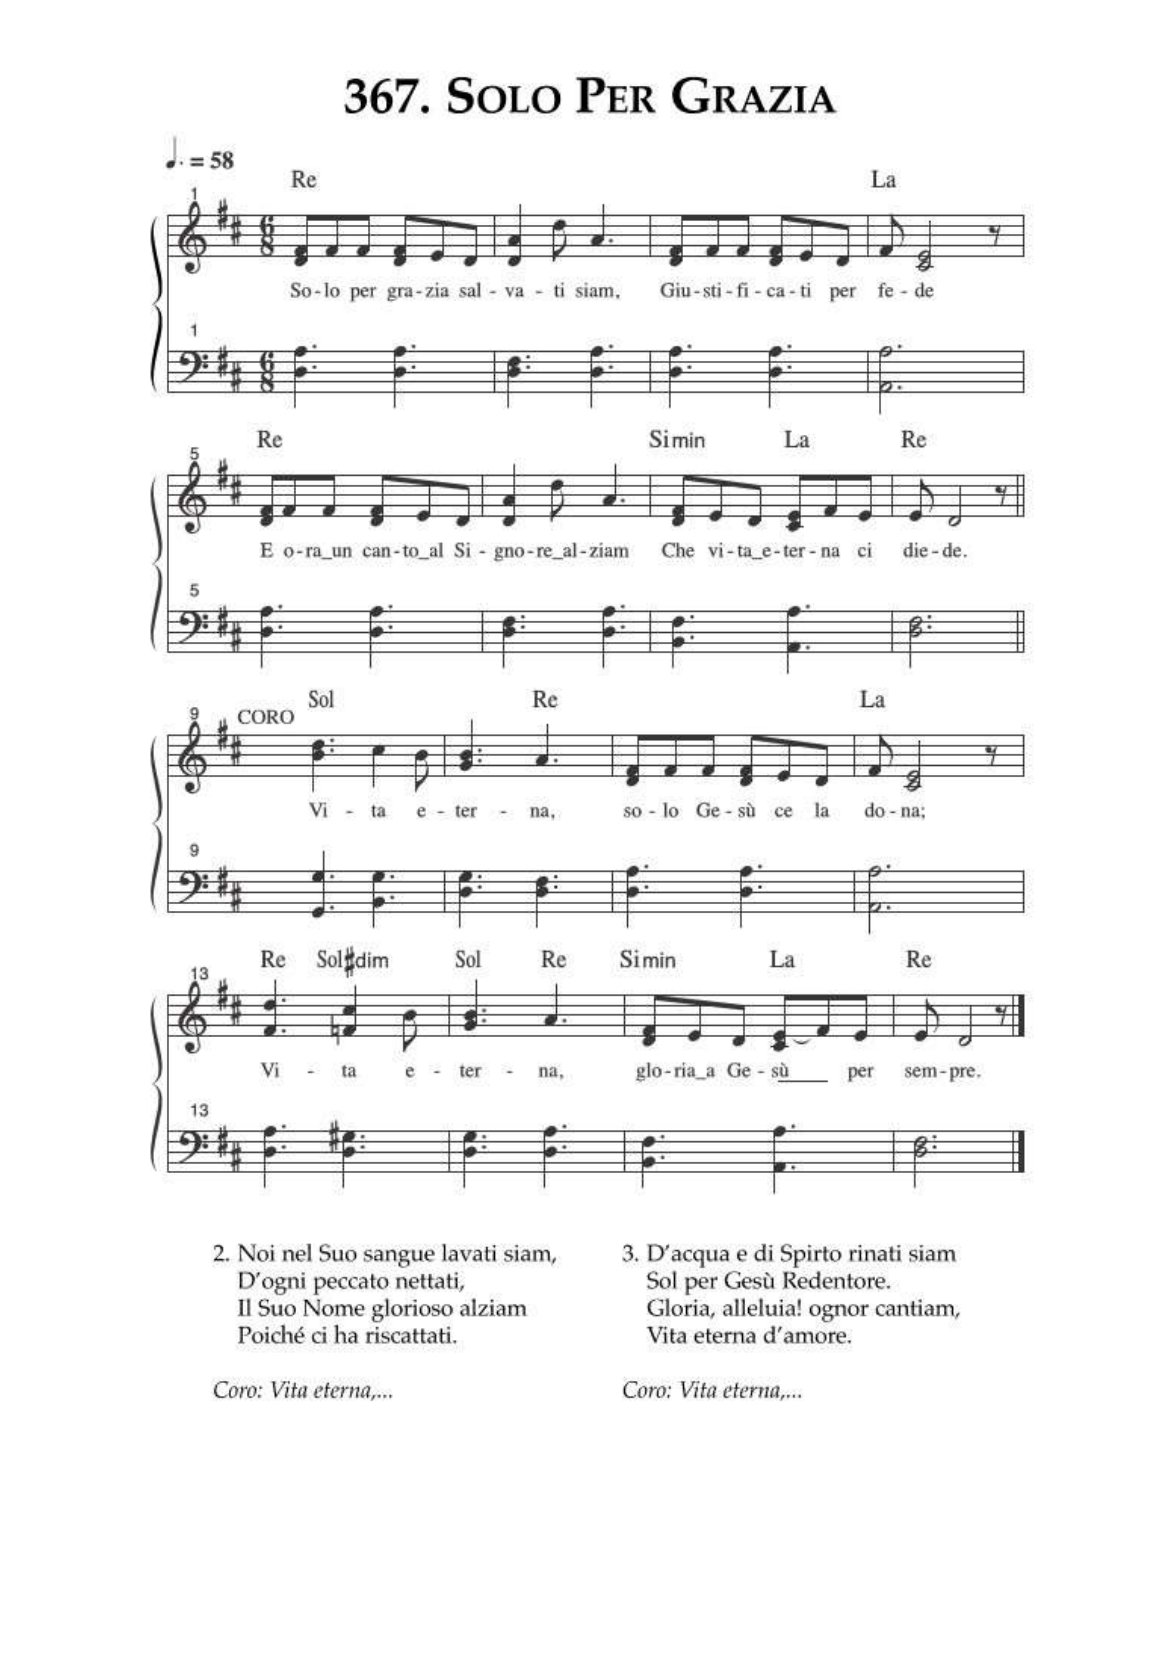 367. SOLO PER GRAZIA
♩. = 58
Re La
1
6 8
So-lo per gra-zia sal-va-ti siam, Giu-sti-fi-ca-ti per fe-de
1
6 8
Re Simin La Re
5
E o-ra_un can-to_al Si-gno-re_al-ziam Che vi-ta_e-ter-na ci die-de.
5
Sol Re La
9 CORO
Vi - ta e - ter - na, so-lo Ge-sù ce la do-na;
9
Re Sol♯dim Sol Re Simin La Re
13
Vi - ta e - ter - na, glo-ria_a Ge-sù____ per sem-pre.
13
2. Noi nel Suo sangue lavati siam,
D'ogni peccato nettati,
Il Suo Nome glorioso alziam
Poiché ci ha riscattati.
Coro: Vita eterna,...
3. D'acqua e di Spirto rinati siam
Sol per Gesù Redentore.
Gloria, alleluia! ognor cantiam,
Vita eterna d'amore.
Coro: Vita eterna,...